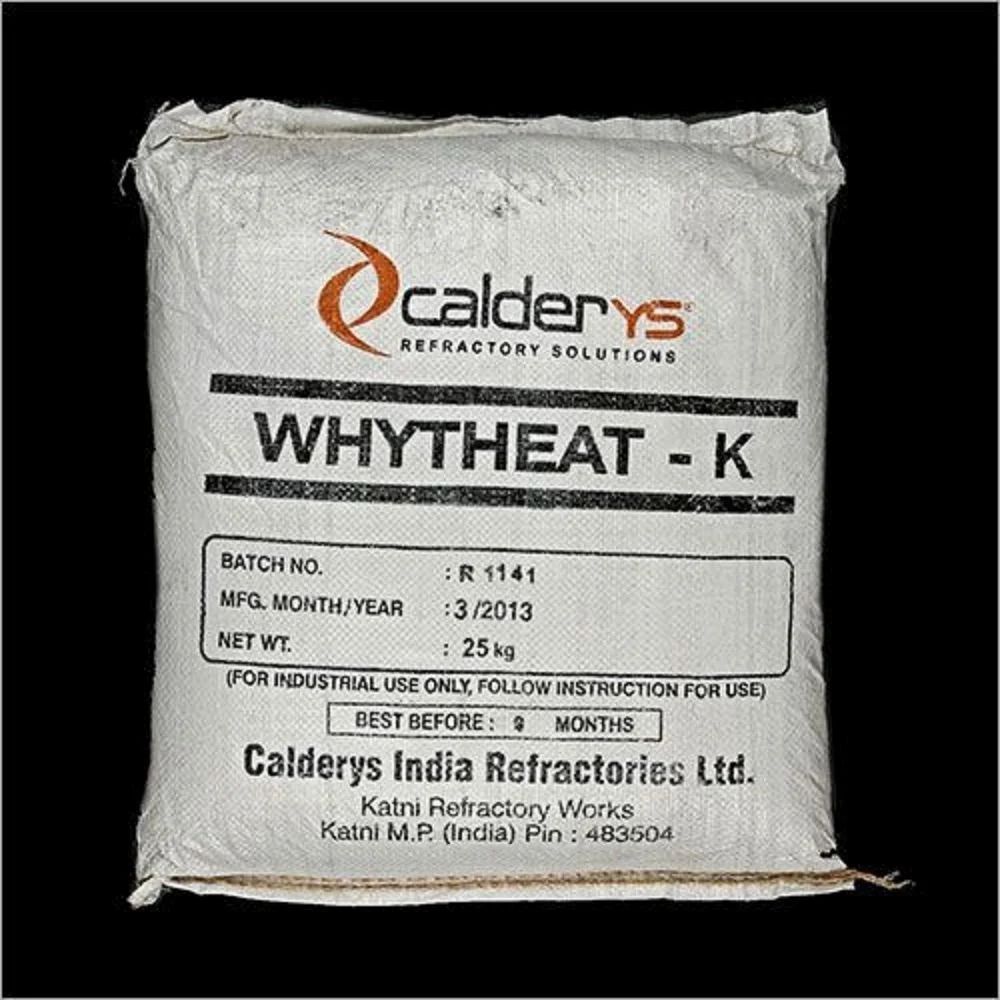 calderys
REFRACTORY SOLUTIONS
WHYTHEAT - K
BATCH NO. : R 1141
MFG. MONTH/YEAR : 3/2013
NET WT. : 25 kg
(FOR INDUSTRIAL USE ONLY, FOLLOW INSTRUCTION FOR USE)
BEST BEFORE : 9 MONTHS
Calderys India Refractories Ltd.
Katni Refractory Works
Katni M.P. (India) Pin : 483504